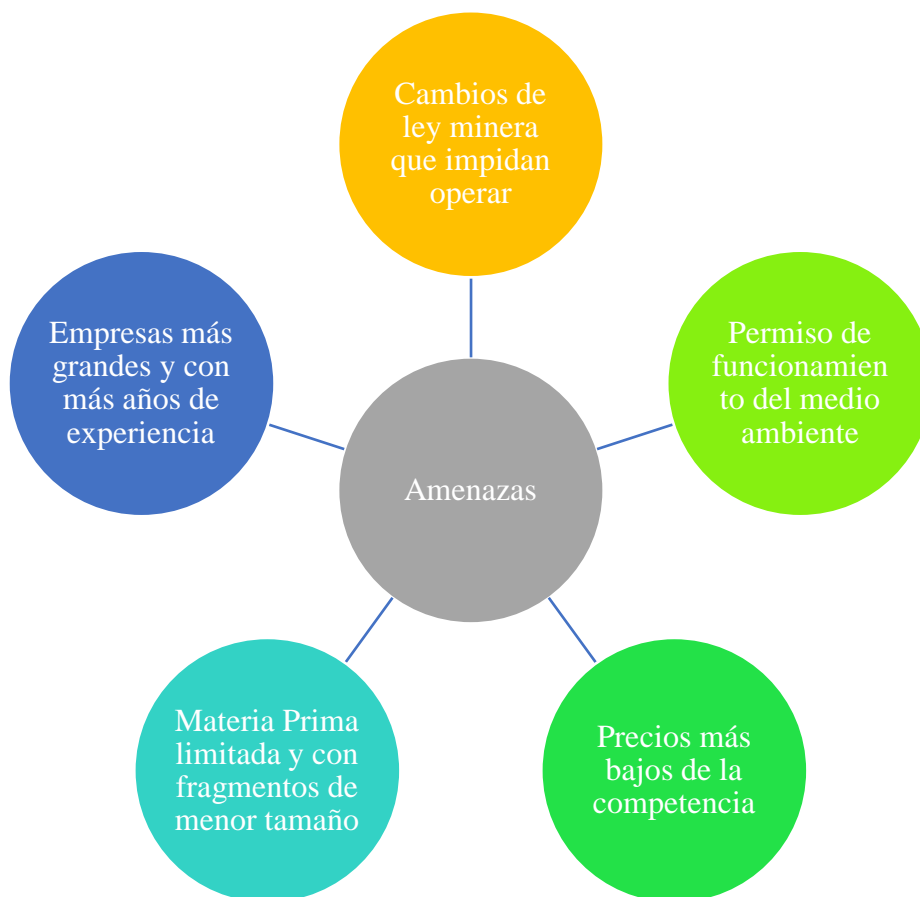 Cambios de
ley minera
que impidan
operar
Empresas más
grandes y con
más años de
experiencia
Permiso de
funcionamien
to del medio
ambiente
Amenazas
Materia Prima
limitada y con
fragmentos de
menor tamaño
Precios más
bajos de la
competencia